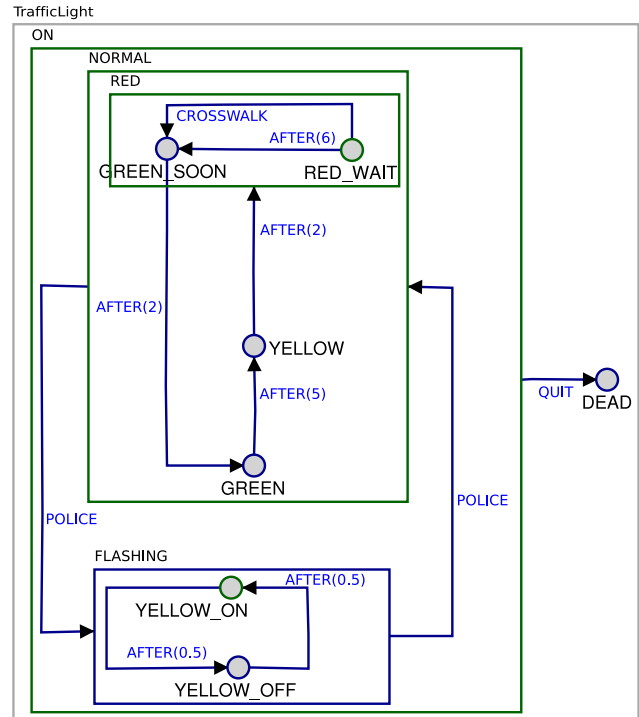 TrafficLight
ON
NORMAL
RED
CROSSWALK
AFTER(6)
GREEN_SOON
RED_WAIT
AFTER(2)
AFTER(2)
YELLOW
AFTER(5)
QUIT
DEAD
GREEN
POLICE
POLICE
FLASHING
AFTER(0.5)
YELLOW_ON
AFTER(0.5)
YELLOW_OFF